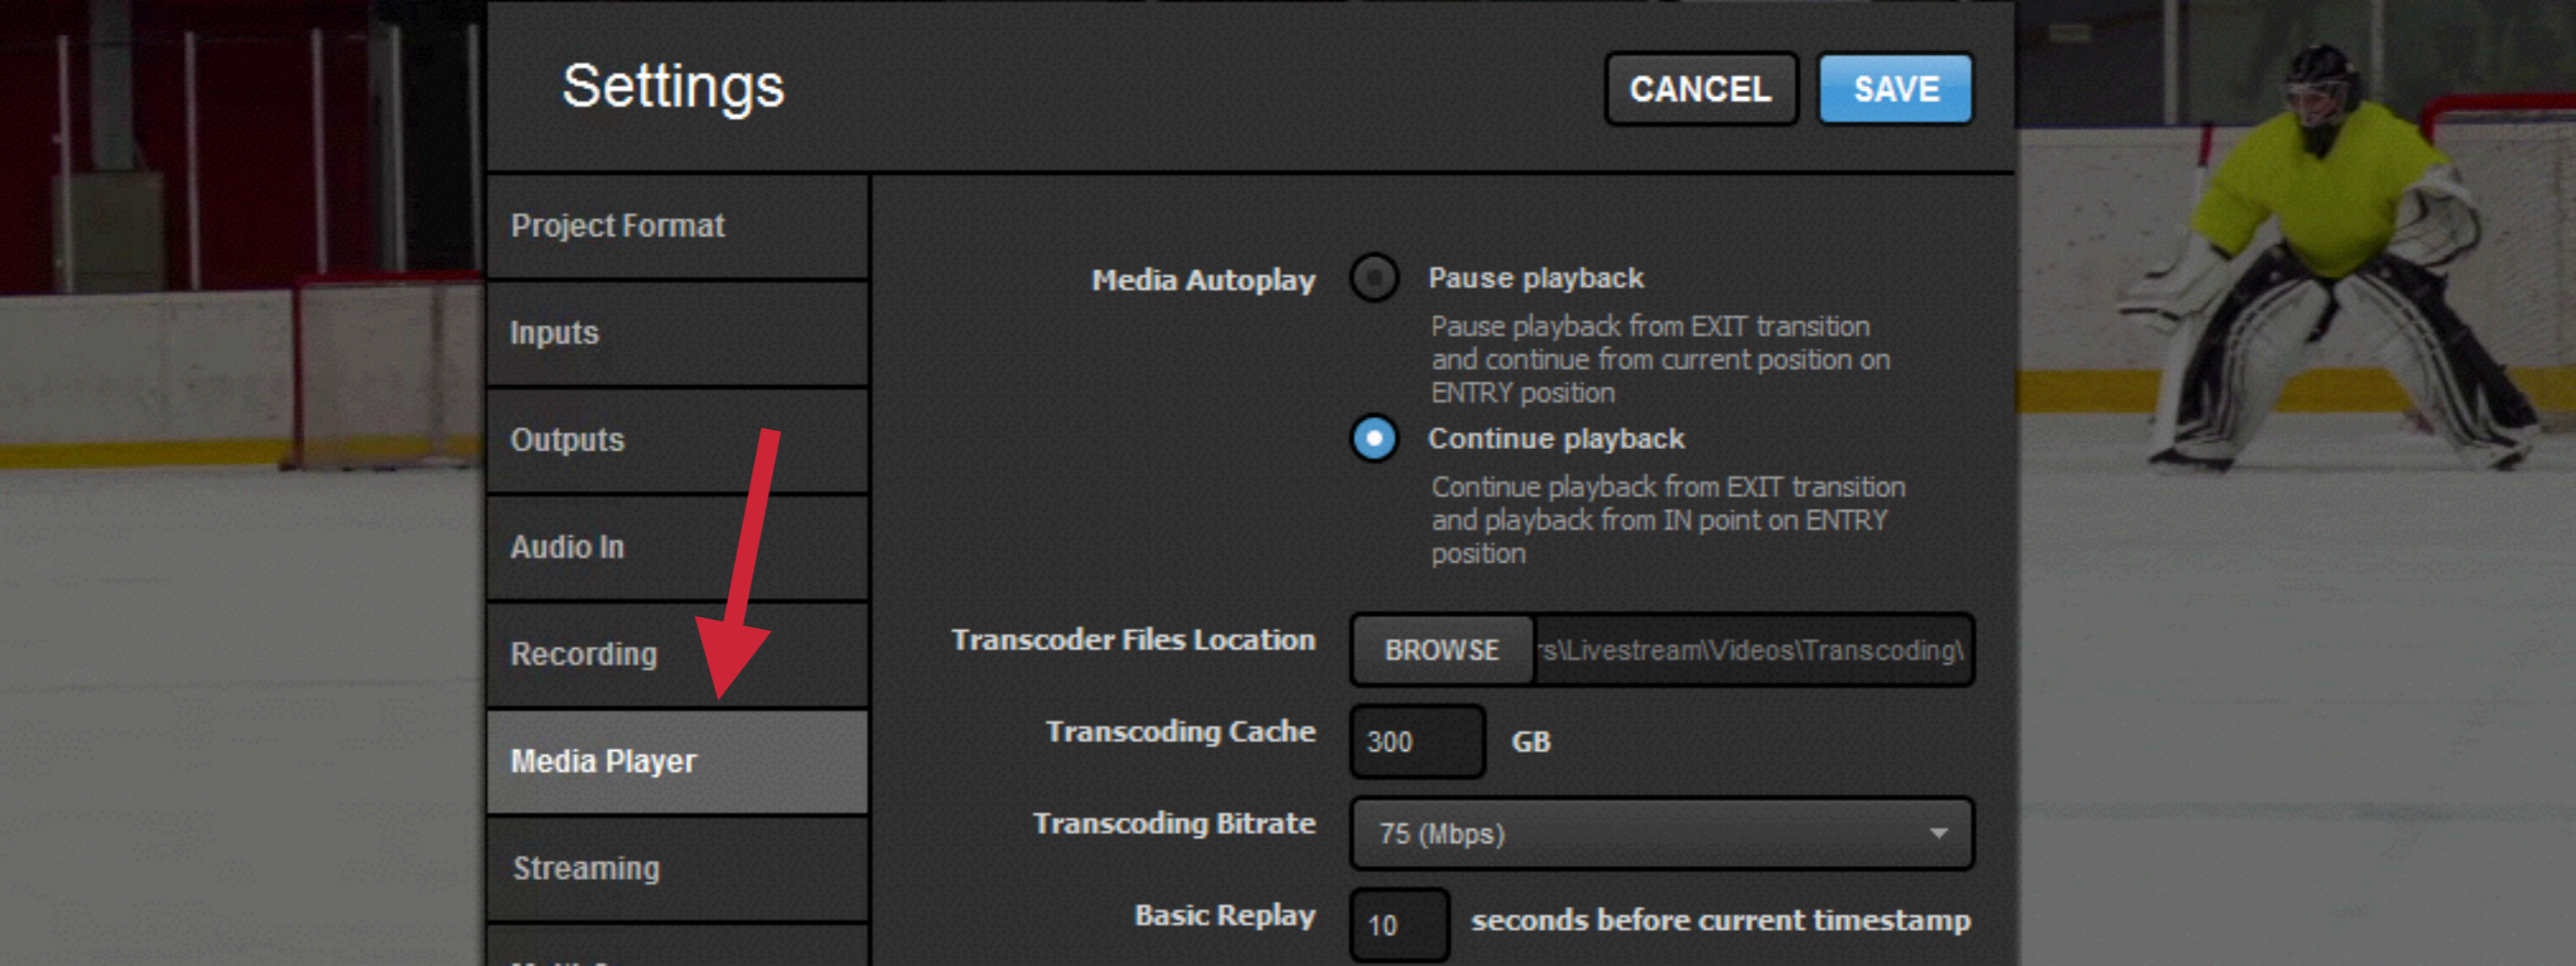 Settings
CANCEL
SAVE
Project Format
Inputs
Outputs
Audio In
Recording
Media Player
Streaming
Media Autoplay
Pause playback
Pause playback from EXIT transition
and continue from current position on
ENTRY position
Continue playback
Continue playback from EXIT transition
and playback from IN point on ENTRY
position
Transcoder Files Location
BROWSE
rs\Livestream\Videos\Transcoding\
Transcoding Cache
300
GB
Transcoding Bitrate
75 (Mbps)
Basic Replay
10
seconds before current timestamp